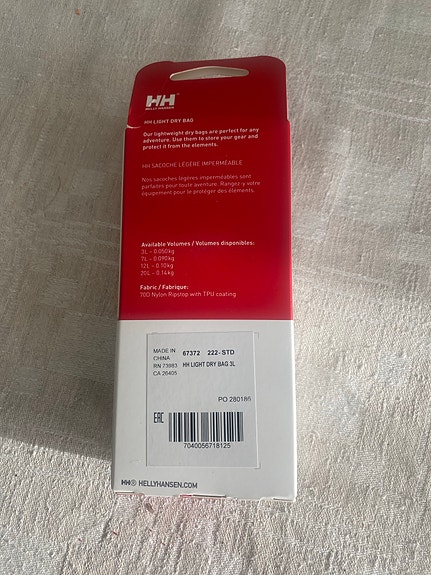 HH®
HELLY HANSEN
HH LIGHT DRY BAG
Our lightweight dry bags are perfect for any
adventure. Use them to store your gear and
protect it from the elements.
HH SACOCHE LÉGÈRE IMPERMÉABLE
Nos sacoches légères imperméables sont
parfaites pour toute aventure. Rangez-y votre
équipement pour le protéger des éléments.
Available Volumes / Volumes disponibles:
3L – 0.050kg
7L – 0.090kg
12L – 0.10kg
20L – 0.14kg
Fabric / Fabrique:
70D Nylon Ripstop with TPU coating
MADE IN
CHINA
RN 73983
CA 26405
67372 222-STD
HH LIGHT DRY BAG 3L
PO 280186
EAC
7040056718125
HH® HELLYHANSEN.COM